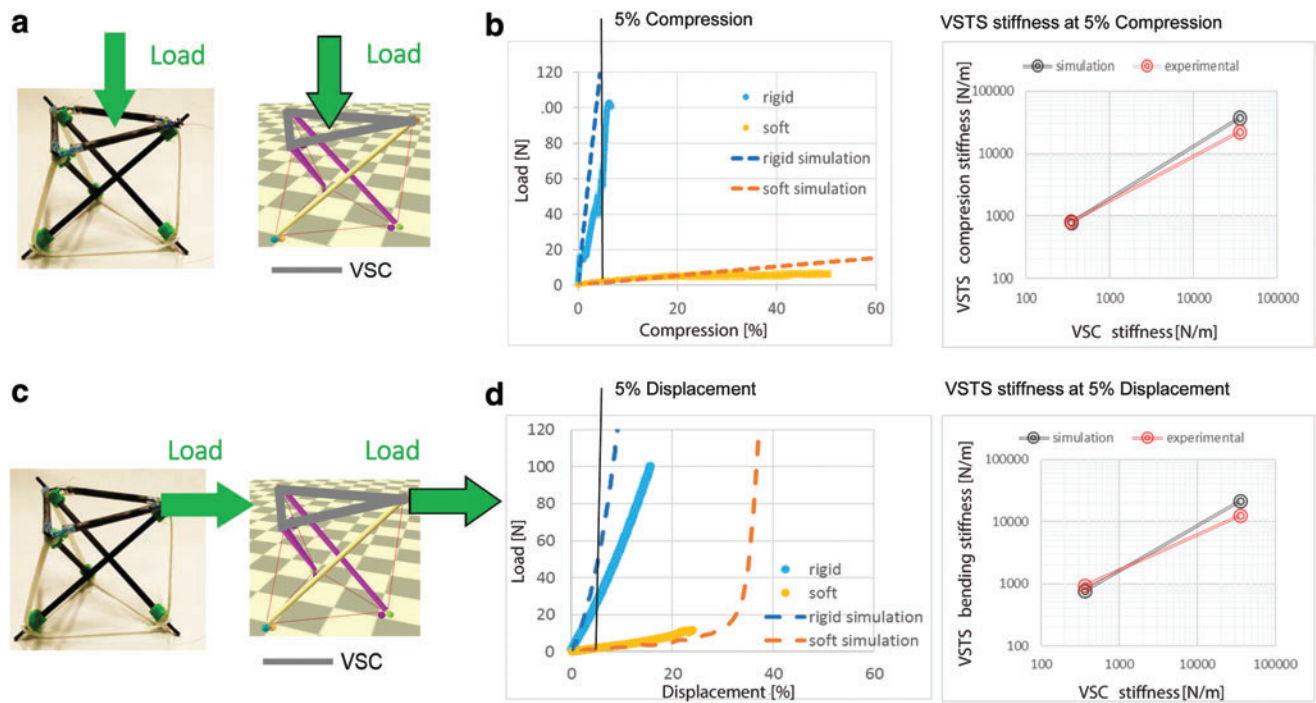 a
Load
Load
VSC
b
5% Compression
120
.00
80
60
40
20
0
Load [N]
rigid
soft
rigid simulation
soft simulation
0
20
40
60
Compression [%]
VSTS stiffness at 5% Compression
simulation
experimental
100000
10000
1000
100
VSTS compresion stiffness [N/m]
100
1000
10000
100000
VSC stiffness[N/m]
c
Load
Load
VSC
d
5% Displacement
120
100
80
60
40
20
0
Load [N]
rigid
soft
rigid simulation
soft simulation
0
20
40
60
Displacement [%]
VSTS stiffness at 5% Displacement
simulation
experimental
100000
10000
1000
100
VSTS bending stiffness [N/m]
100
1000
10000
100000
VSC stiffness[N/m]